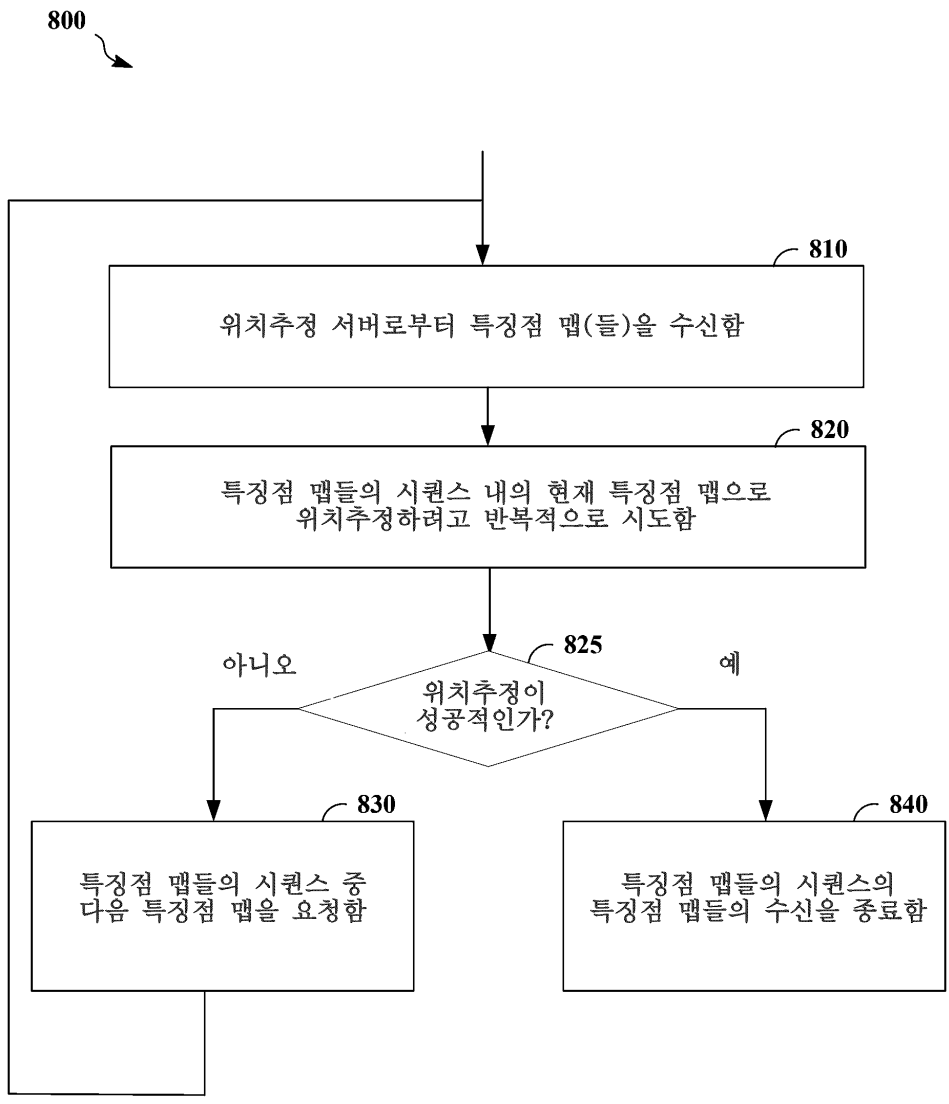 800
810
위치추정 서버로부터 특징점 맵(들)을 수신함
820
특징점 맵들의 시퀀스 내의 현재 특징점 맵으로
위치추정하려고 반복적으로 시도함
825
아니오
예
위치추정이
성공적인가?
830
특징점 맵들의 시퀀스 중
다음 특징점 맵을 요청함
840
특징점 맵들의 시퀀스의
특징점 맵들의 수신을 종료함